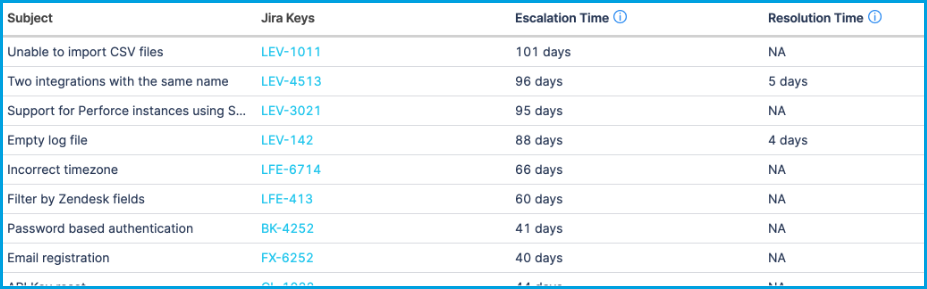 Subject Jira Keys Escalation Time Resolution Time
Unable to import CSV files LEV-1011 101 days NA
Two integrations with the same name LEV-4513 96 days 5 days
Support for Perforce instances using S... LEV-3021 95 days NA
Empty log file LEV-142 88 days 4 days
Incorrect timezone LFE-6714 66 days NA
Filter by Zendesk fields LFE-413 60 days NA
Password based authentication BK-4252 41 days NA
Email registration FX-6252 40 days NA